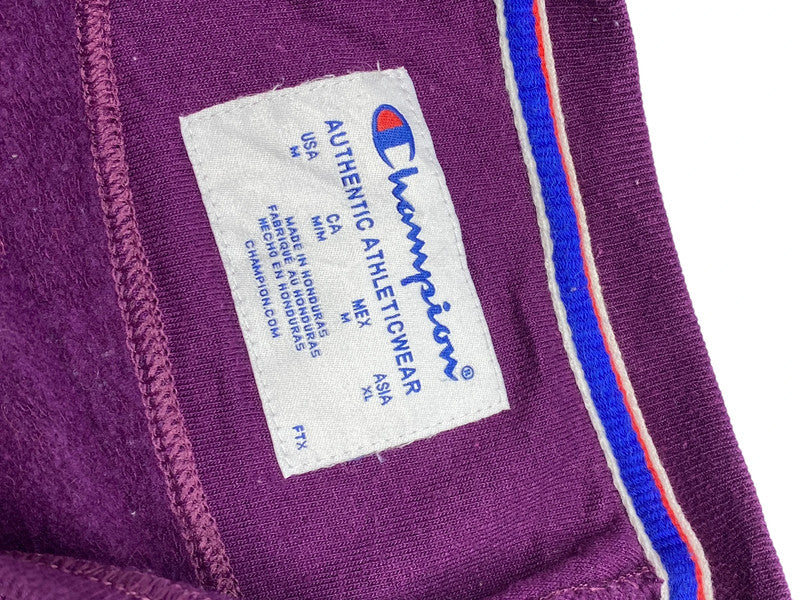 Champion®
AUTHENTIC ATHLETICWEAR
USA CA MEX ASIA
M M/M M XL
MADE IN HONDURAS
FABRIQUÉ AU HONDURAS
HECHO EN HONDURAS
CHAMPION.COM
FTX